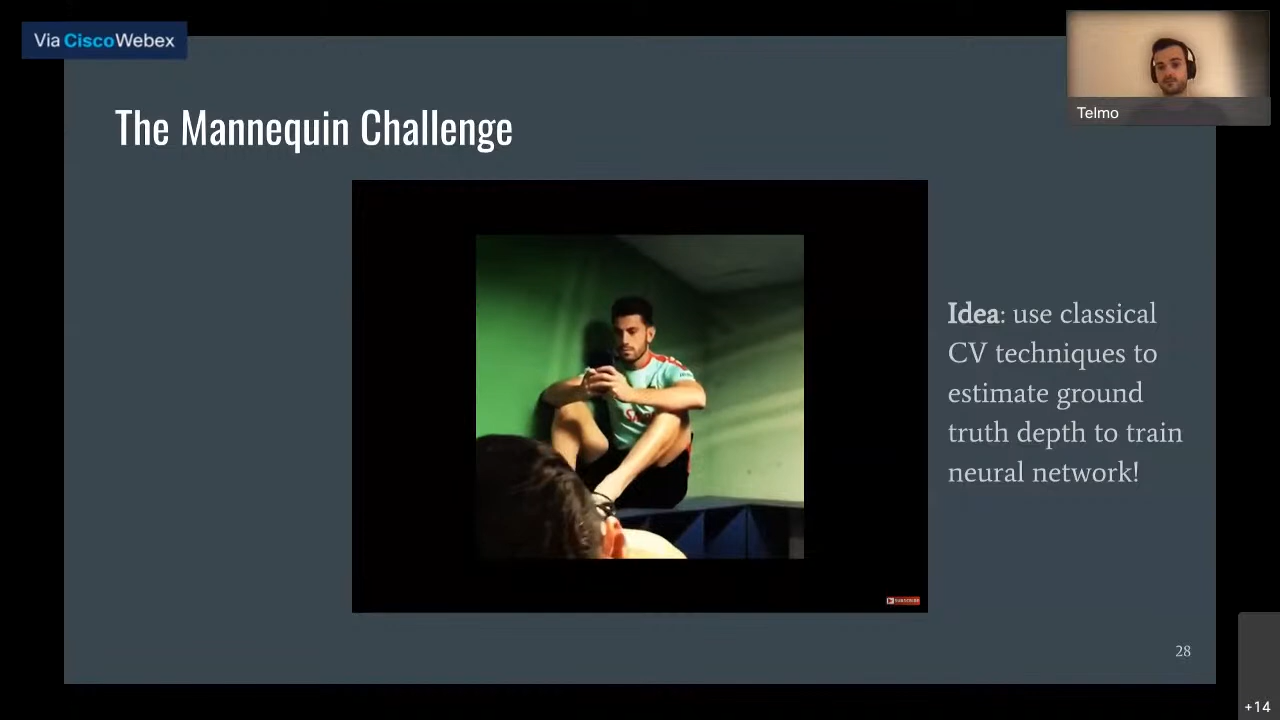 Via Cisco Webex
Telmo
The Mannequin Challenge
Idea: use classical
CV techniques to
estimate ground
truth depth to train
neural network!
SUBSCRIBE
28
+14